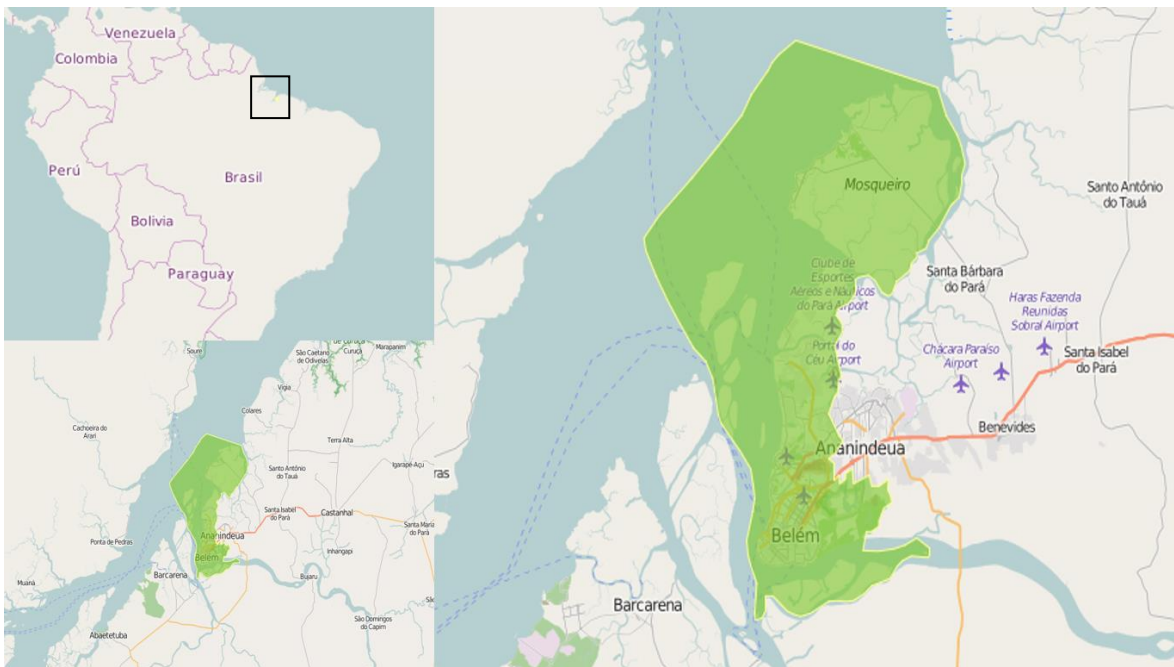 Venezuela
Colombia
Perú
Brasil
Bolivia
Paraguay
Soure
Curuçá
Marapanim
São Caetano
de Odivelas
Vigia
Colares
Cachoeira do
Arari
Terra Alta
Santo Antônio
do Tauá
Igarapé-Açu
Santa Isabel
do Pará
Castanhal
Santa Maria
do Pará
Ananindeua
Ponta de Pedras
Belém
Inhangapi
Muaná
Barcarena
Bujaru
São Domingos
do Capim
Abaetetuba
Mosqueiro
Santo Antônio
do Tauá
Clube de
Esportes
Aéreos e Náuticos
do Pará Airport
Santa Bárbara
do Pará
Haras Fazenda
Reunidas
Sobral Airport
Portal do
Céu Airport
Chácara Paraíso
Airport
Santa Isabel
do Pará
Benevides
Ananindeua
ras
Belém
Barcarena